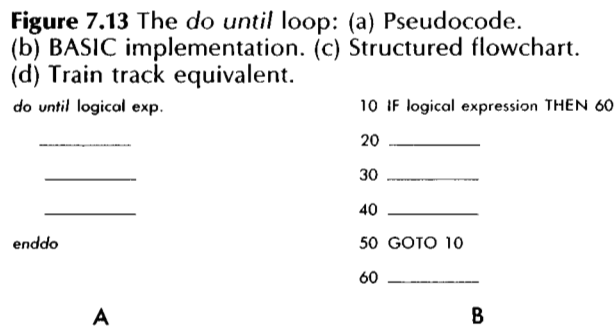 Figure 7.13 The do until loop: (a) Pseudocode.
(b) BASIC implementation. (c) Structured flowchart.
(d) Train track equivalent.
do until logical exp.
enddo
A
10 IF logical expression THEN 60
20
30
40
50 GOTO 10
60
B